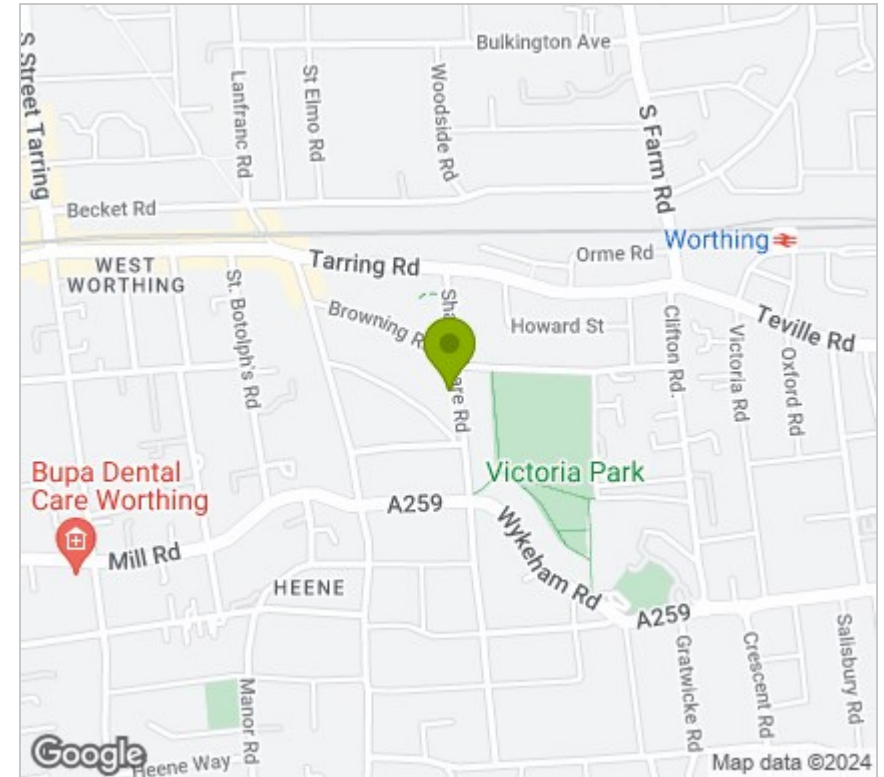 Bulkington Ave
S Street Tarring
Lanfranc Rd
St Elmo Rd
Woodside Rd
S Farm Rd
Becket Rd
Worthing
Orme Rd
WEST
WORTHING
Tarring Rd
St. Botolph's Rd
Browning
Howard St
Clifton Rd.
Victoria Rd
Oxford Rd
Teville Rd
Bupa Dental
Care Worthing
Victoria Park
A259
Mill Rd
Wykeham Rd
HEENE
A259
Gratwicke Rd
Crescent Rd
Salisbury Rd
Manor Rd
Heene Way
Google
Map data ©2024